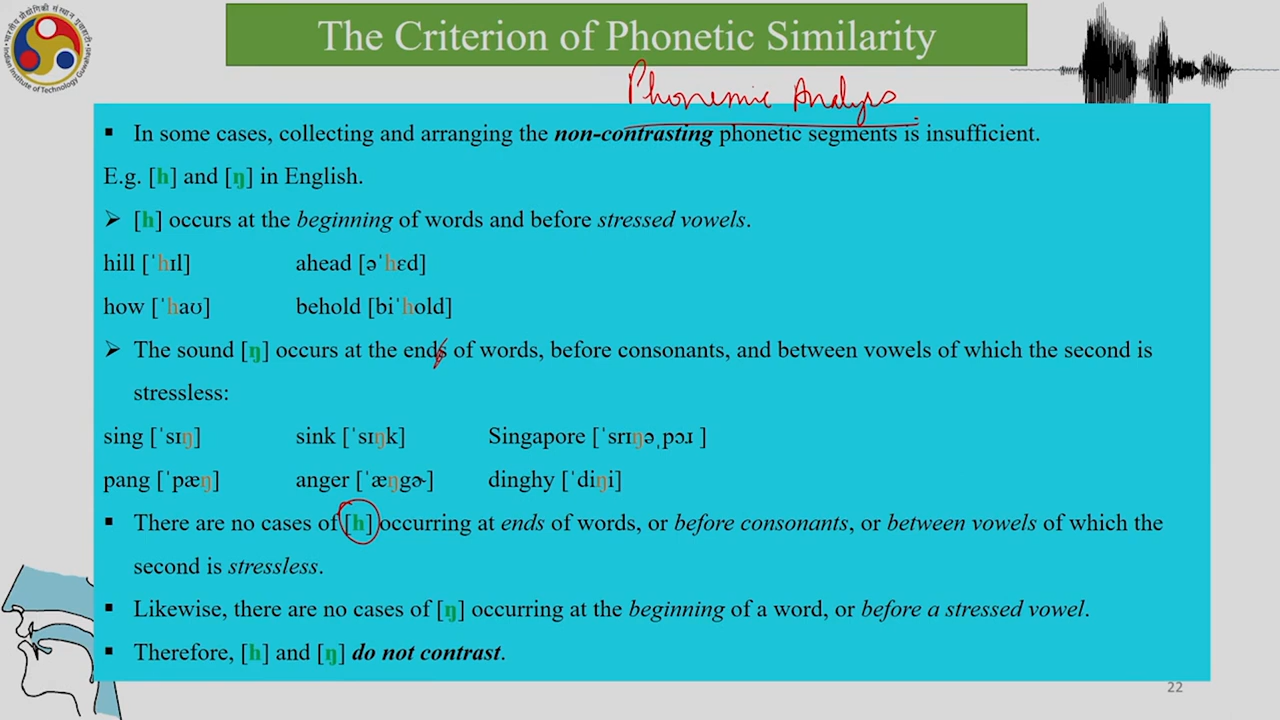 The Criterion of Phonetic Similarity
Phonemic Analys
▪ In some cases, collecting and arranging the non-contrasting phonetic segments is insufficient.
E.g. [h] and [ŋ] in English.
➢ [h] occurs at the beginning of words and before stressed vowels.
hill [ˈhɪl] ahead [əˈhɛd]
how [ˈhaʊ] behold [biˈhold]
➢ The sound [ŋ] occurs at the ends of words, before consonants, and between vowels of which the second is
stressless:
sing [ˈsɪŋ] sink [ˈsɪŋk] Singapore [ˈsrɪŋəˌpɔɹ ]
pang [ˈpæŋ] anger [ˈæŋgɚ] dinghy [ˈdiŋi]
▪ There are no cases of [h] occurring at ends of words, or before consonants, or between vowels of which the
second is stressless.
▪ Likewise, there are no cases of [ŋ] occurring at the beginning of a word, or before a stressed vowel.
▪ Therefore, [h] and [ŋ] do not contrast.
22